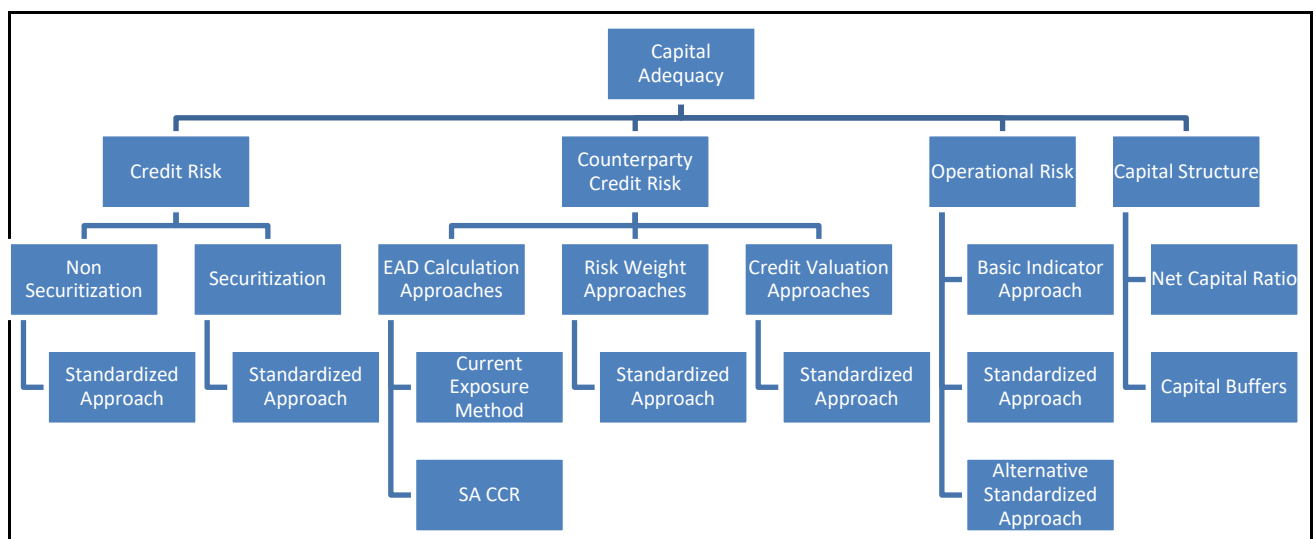 Capital
Adequacy
Credit Risk
Counterparty
Credit Risk
Operational Risk
Capital Structure
Non
Securitization
Securitization
EAD Calculation
Approaches
Risk Weight
Approaches
Credit Valuation
Approaches
Basic Indicator
Approach
Net Capital Ratio
Standardized
Approach
Standardized
Approach
Current
Exposure
Method
Standardized
Approach
Standardized
Approach
Standardized
Approach
Capital Buffers
SA CCR
Alternative
Standardized
Approach